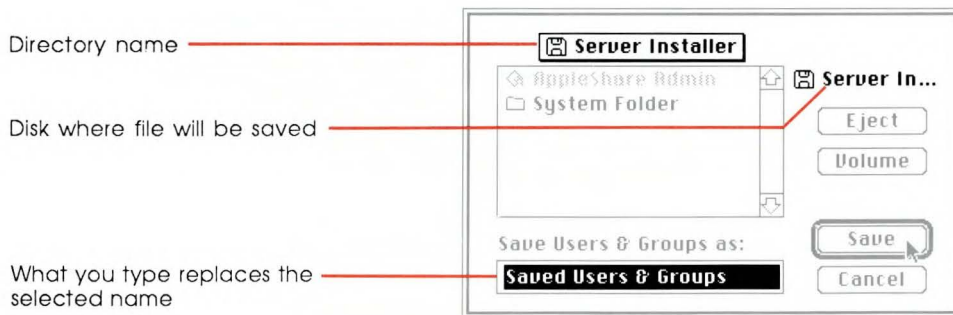 Directory name
Server Installer
AppleShare Admin
System Folder
Server In...
Disk where file will be saved
Eject
Volume
Save Users & Groups as:
Save
What you type replaces the
selected name
Saved Users & Groups
Cancel